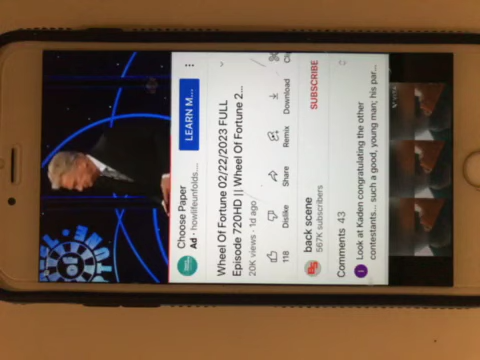 Choose Paper
Ad • howlifeunfolds....
LEARN M...
Wheel Of Fortune 02/22/2023 FULL
Episode 720HD || Wheel Of Fortune 2...
20K views · 1d ago
118
Dislike
Share
Remix
Download
back scene
567K subscribers
SUBSCRIBE
Comments 43
Look at Kaden congratulating the other
contestants... such a good, young man; his par...